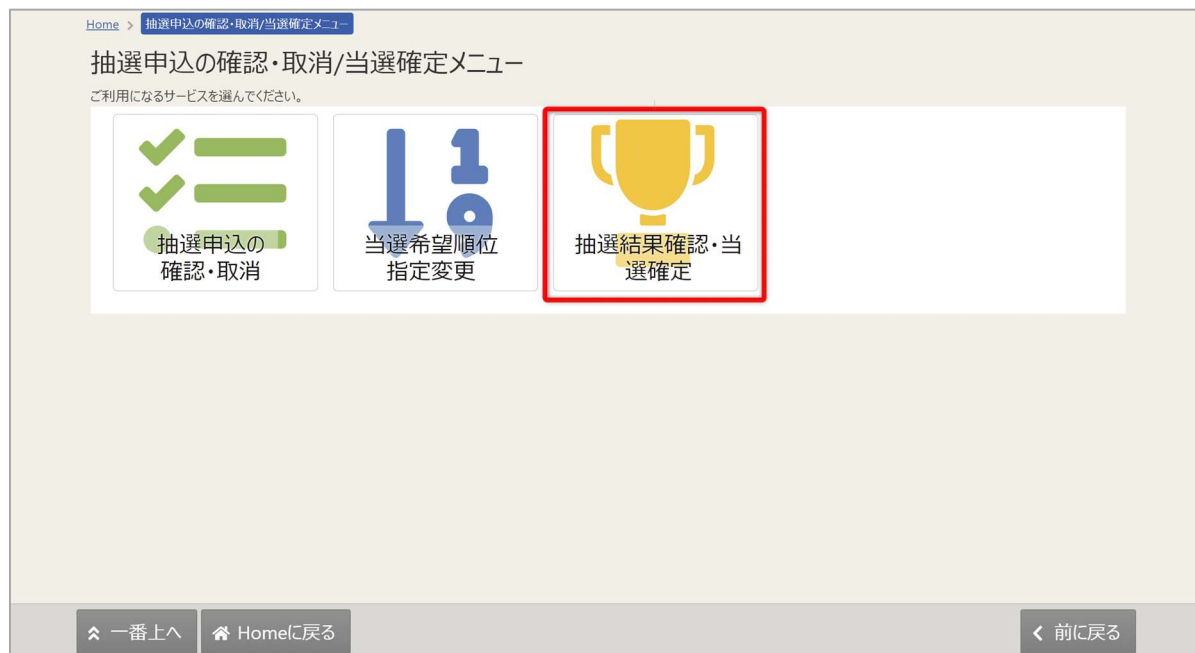 Home > 抽選申込の確認・取消/当選確定メニュー
抽選申込の確認・取消/当選確定メニュー
ご利用になるサービスを選んでください。
抽選申込の
確認・取消
当選希望順位
指定変更
抽選結果確認・当
選確定
一番上へ
Homeに戻る
前に戻る